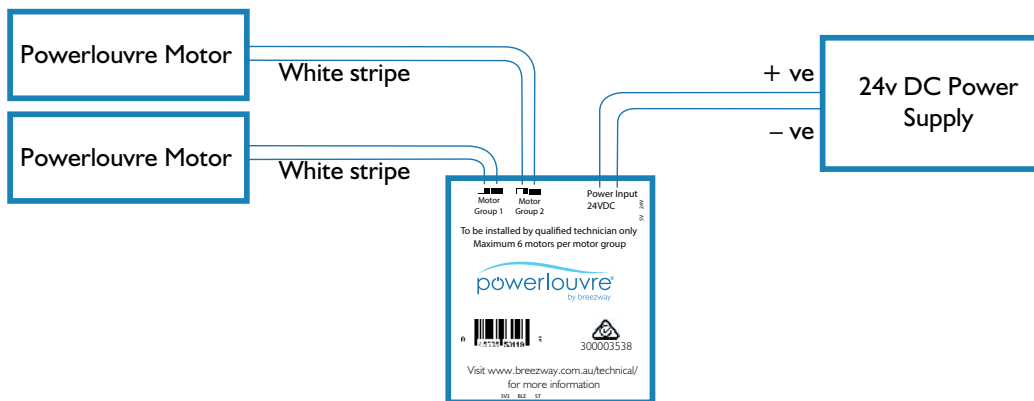 Powerlouvre Motor
White stripe
Powerlouvre Motor
White stripe
+ ve
– ve
24v DC Power
Supply
Motor
Group 1
Motor
Group 2
Power Input
24VDC
5V 24V
To be installed by qualified technician only
Maximum 6 motors per motor group
powerlouvre®
by breezway
300003538
Visit www.breezway.com.au/technical/
for more information
3V3 BLE ST